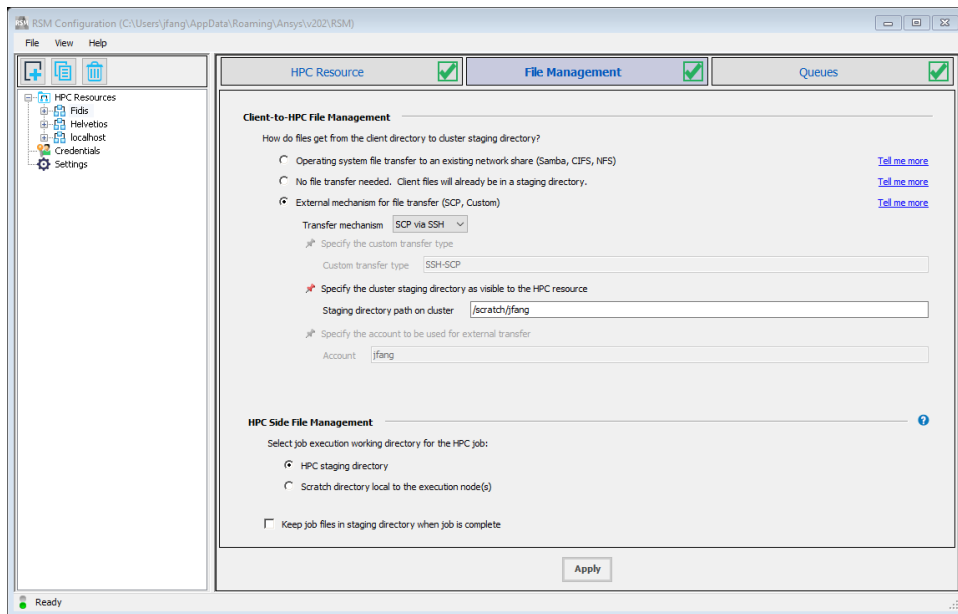 RSM Configuration (C:\Users\jfang\AppData\Roaming\Ansys\v202\RSM)
File View Help
HPC Resources
Fidis
Helvetios
localhost
Credentials
Settings
HPC Resource File Management Queues
Client-to-HPC File Management
How do files get from the client directory to cluster staging directory?
Operating system file transfer to an existing network share (Samba, CIFS, NFS) Tell me more
No file transfer needed. Client files will already be in a staging directory. Tell me more
External mechanism for file transfer (SCP, Custom) Tell me more
Transfer mechanism SCP via SSH
Specify the custom transfer type
Custom transfer type SSH-SCP
Specify the cluster staging directory as visible to the HPC resource
Staging directory path on cluster /scratch/jfang
Specify the account to be used for external transfer
Account jfang
HPC Side File Management ?
Select job execution working directory for the HPC job:
HPC staging directory
Scratch directory local to the execution node(s)
Keep job files in staging directory when job is complete
Apply
Ready